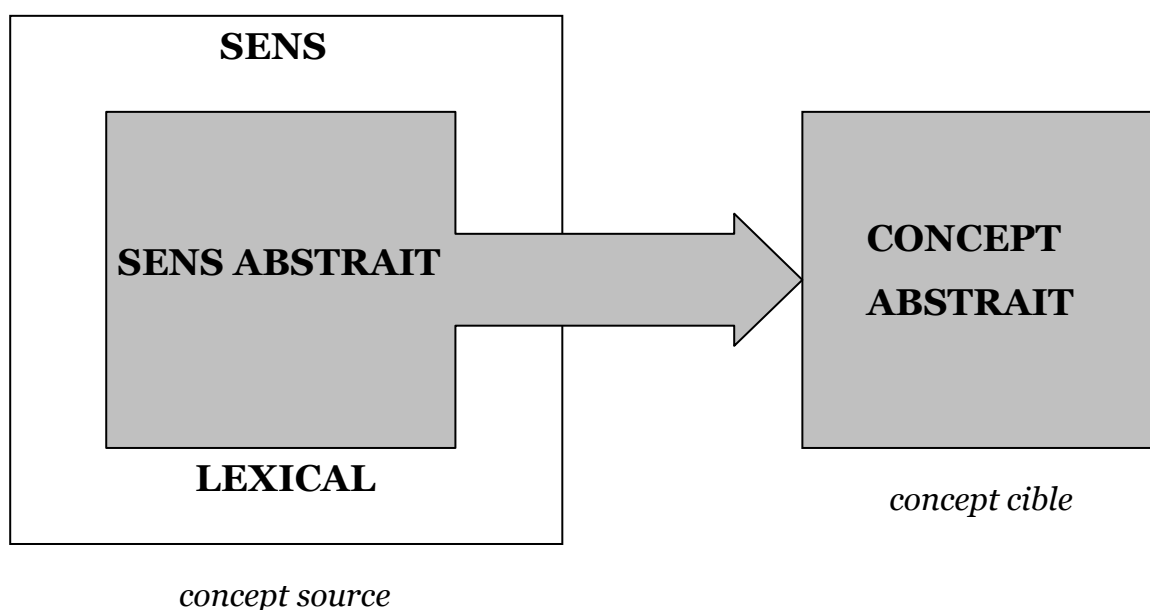 SENS
SENS ABSTRAIT
LEXICAL
concept source
CONCEPT
ABSTRAIT
concept cible